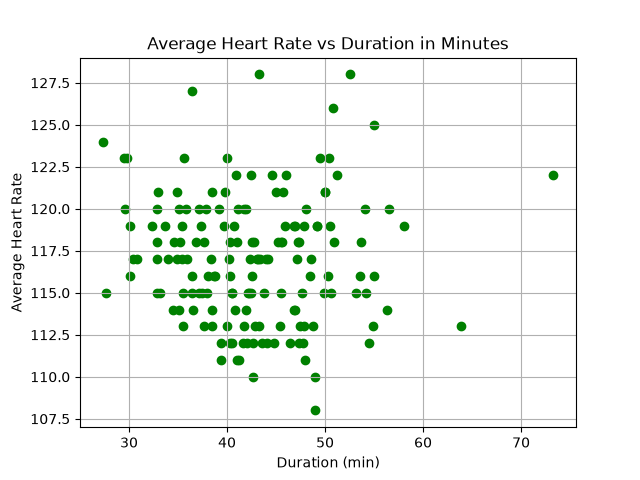 Average Heart Rate vs Duration in Minutes
127.5
125.0
122.5
120.0
117.5
115.0
112.5
110.0
107.5
Average Heart Rate
30 40 50 60 70
Duration (min)